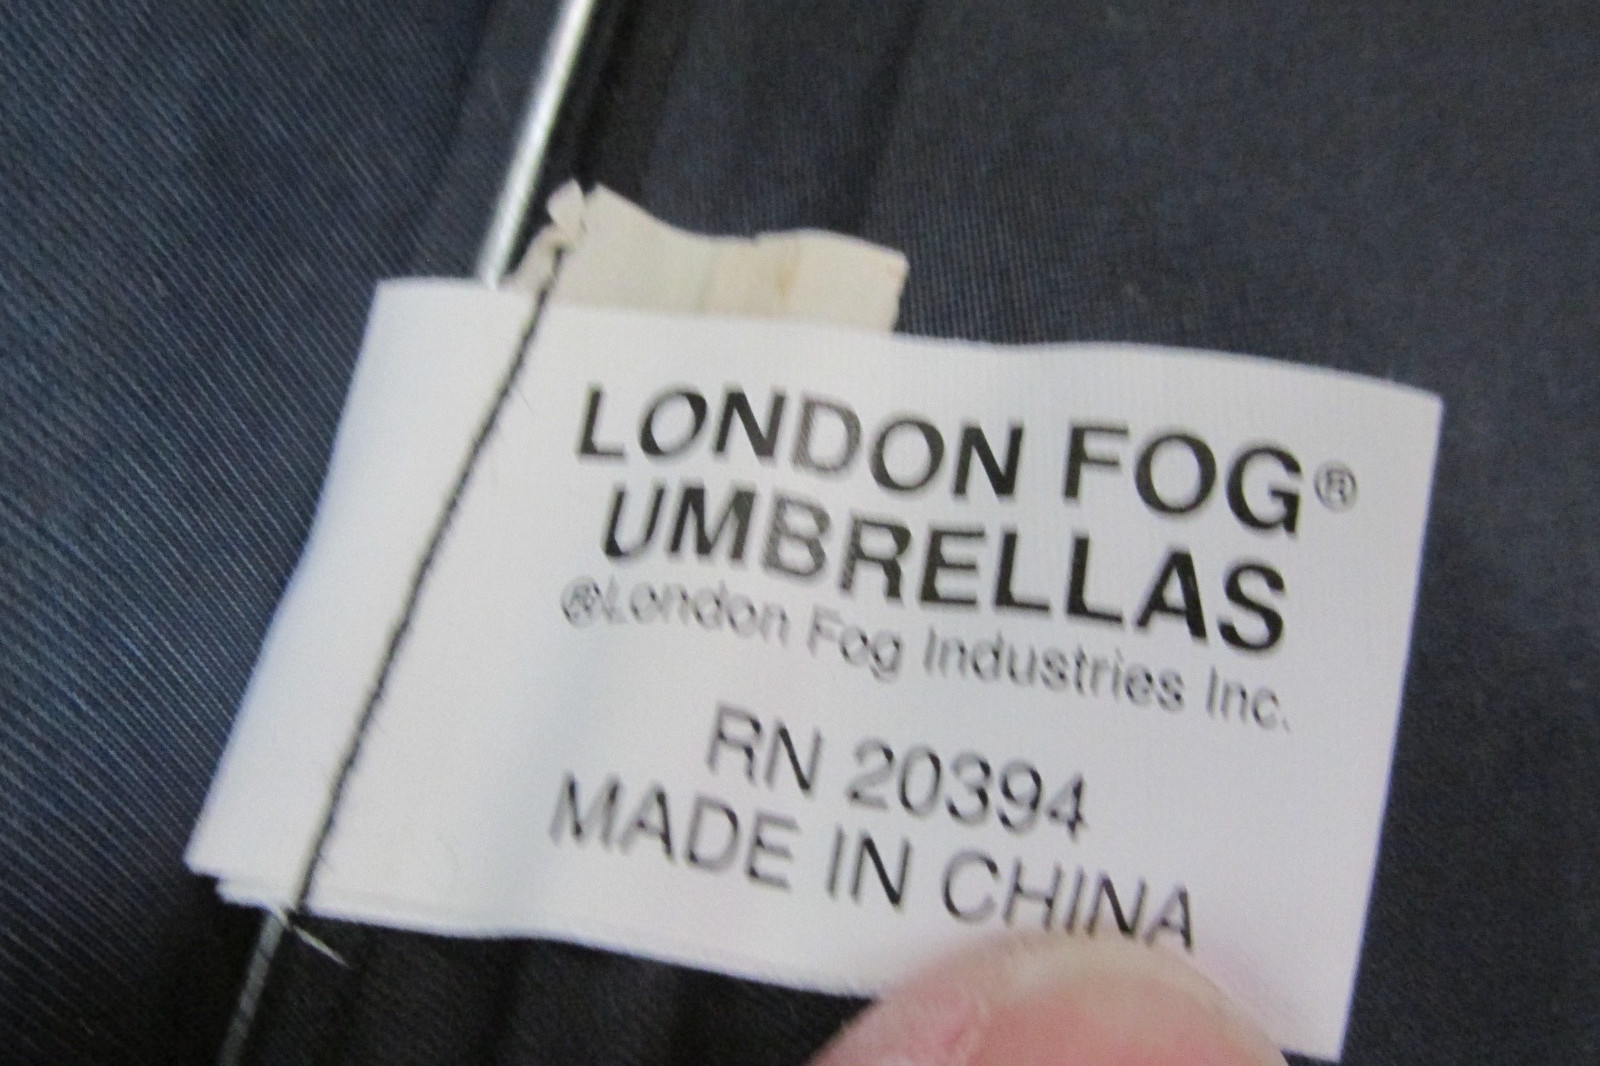 LONDON FOG®
UMBRELLAS
®London Fog Industries Inc.
RN 20394
MADE IN CHINA